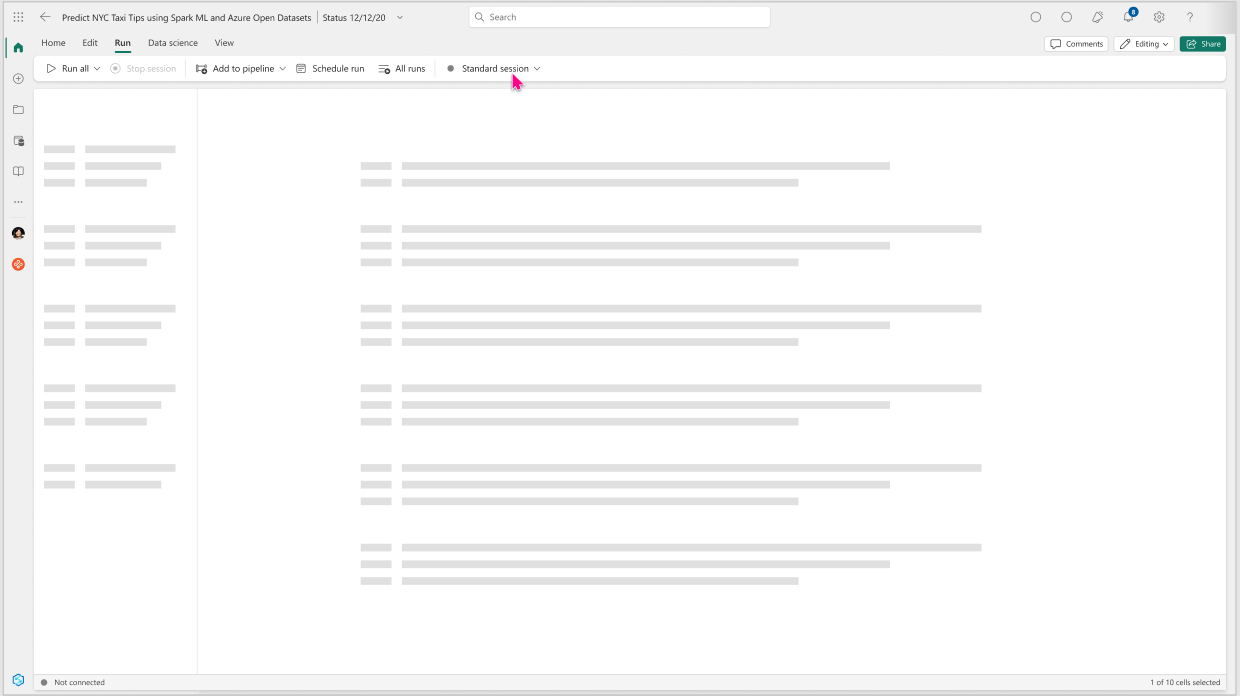 Predict NYC Taxi Tips using Spark ML and Azure Open Datasets Status 12/12/20
Search
8
?
Home Edit Run Data science View
Comments Editing Share
Run all Stop session Add to pipeline Schedule run All runs Standard session
Not connected
1 of 10 cells selected